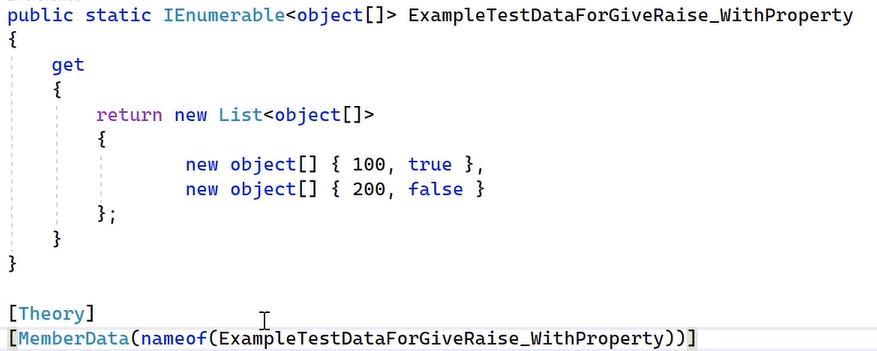 public static IEnumerable<object[]> ExampleTestDataForGiveRaise_WithProperty
{
    get
    {
        return new List<object[]>
        {
                new object[] { 100, true },
                new object[] { 200, false }
        };
    }
}

[Theory]
[MemberData(nameof(ExampleTestDataForGiveRaise_WithProperty))]